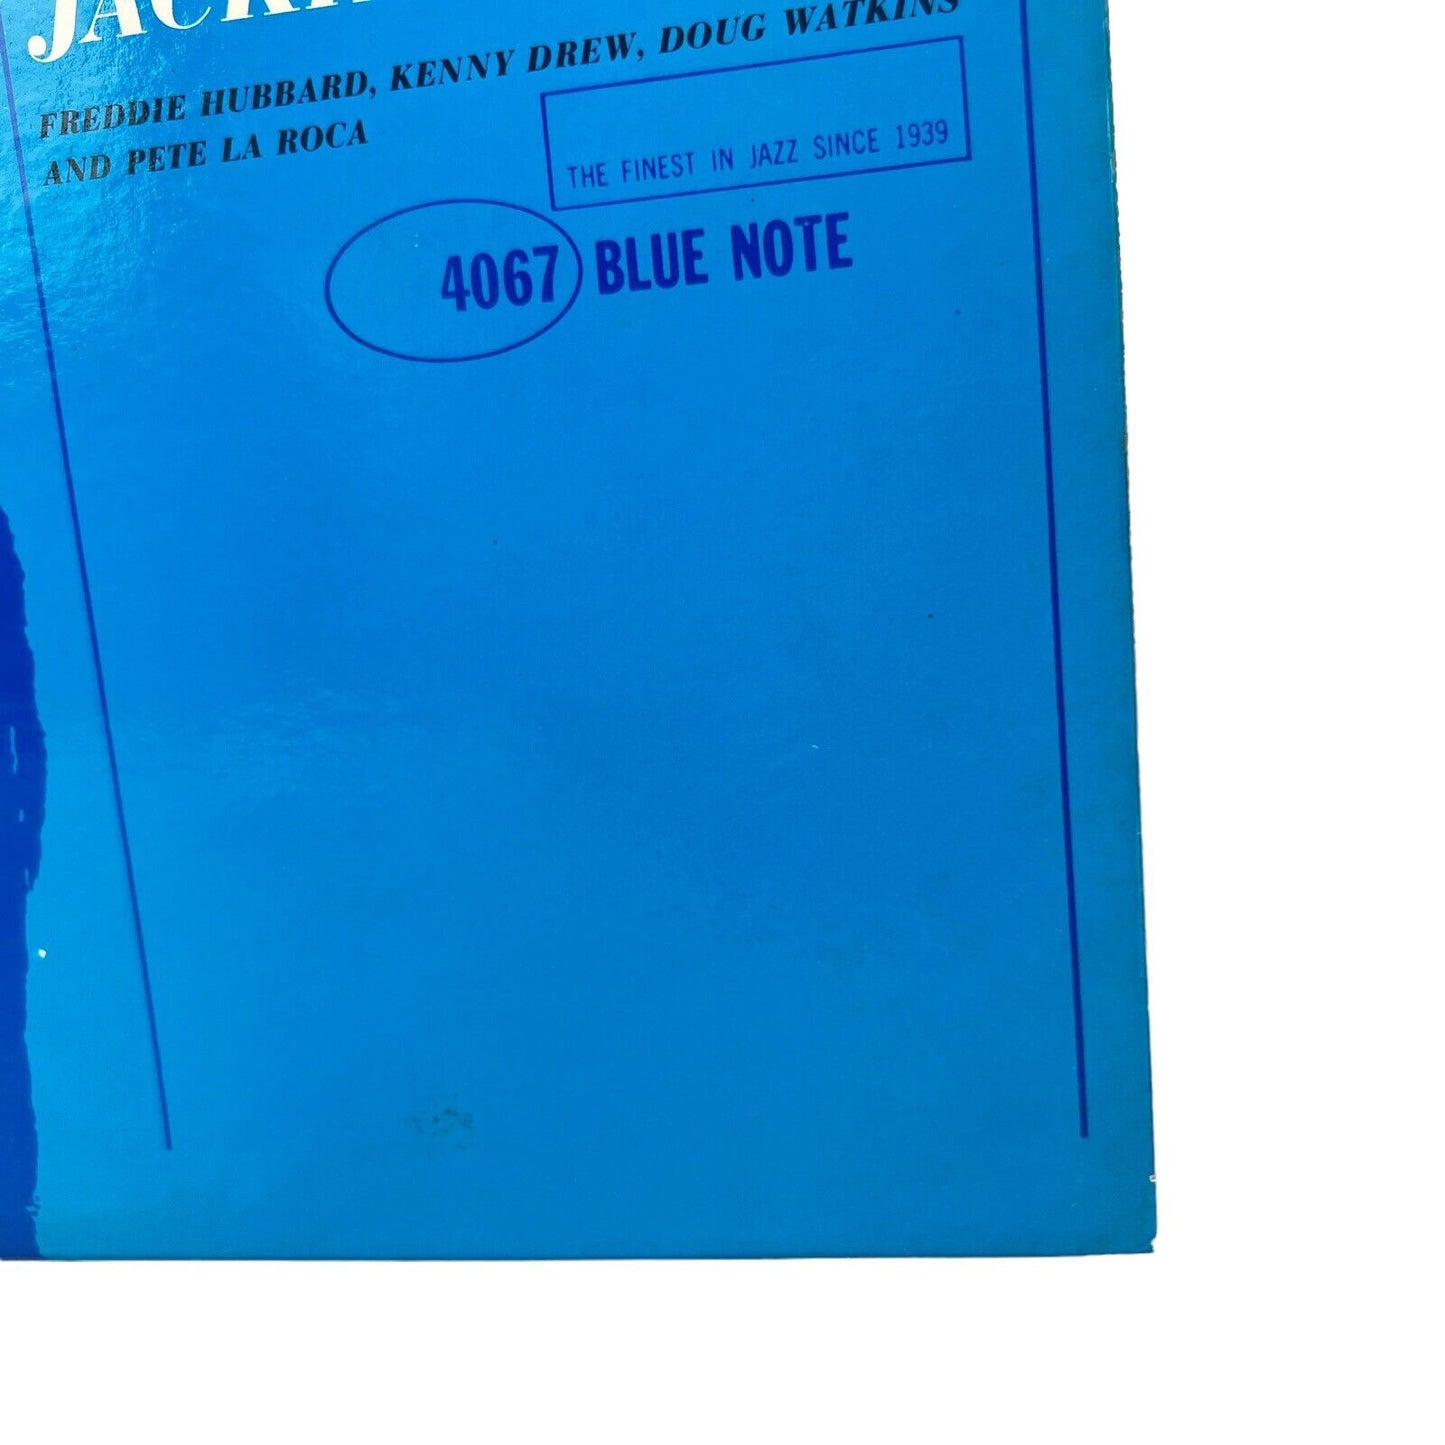 FREDDIE HUBBARD, KENNY DREW, DOUG WATKINS
AND PETE LA ROCA
THE FINEST IN JAZZ SINCE 1939
4067 BLUE NOTE